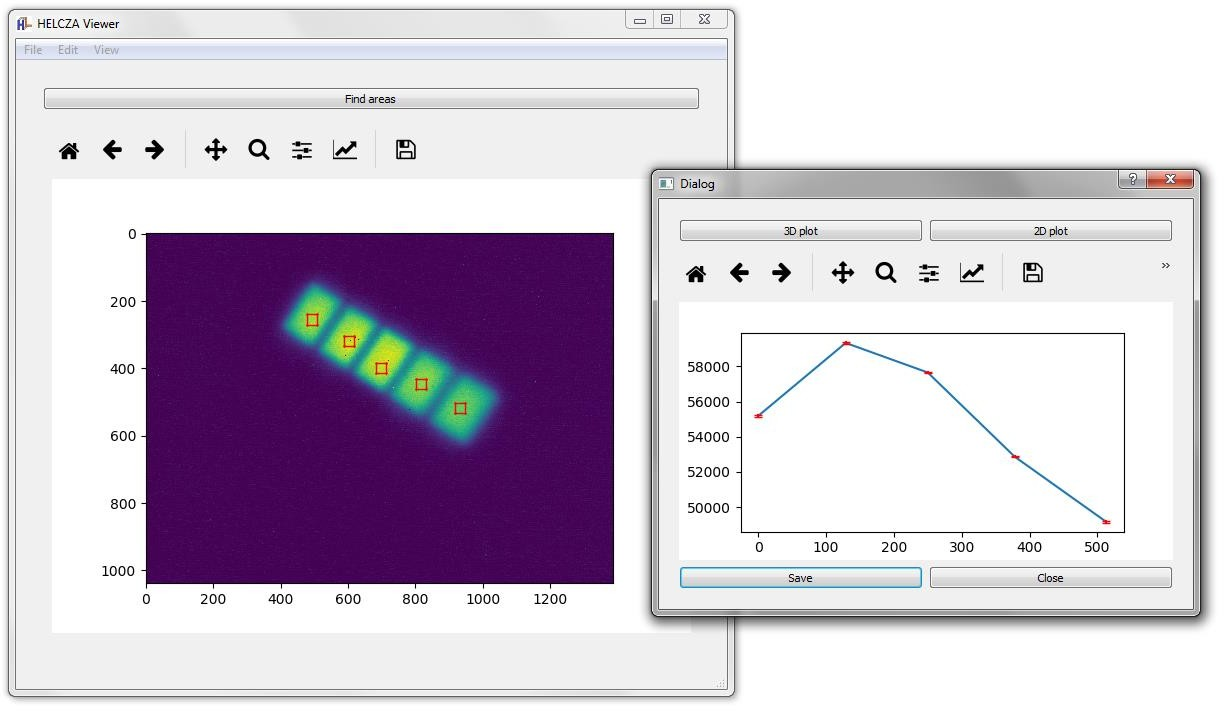 HELCZA Viewer
File Edit View
Find areas
0
200
400
600
800
1000
0 200 400 600 800 1000 1200
Dialog
?
3D plot 2D plot
»
58000
56000
54000
52000
50000
0 100 200 300 400 500
Save Close